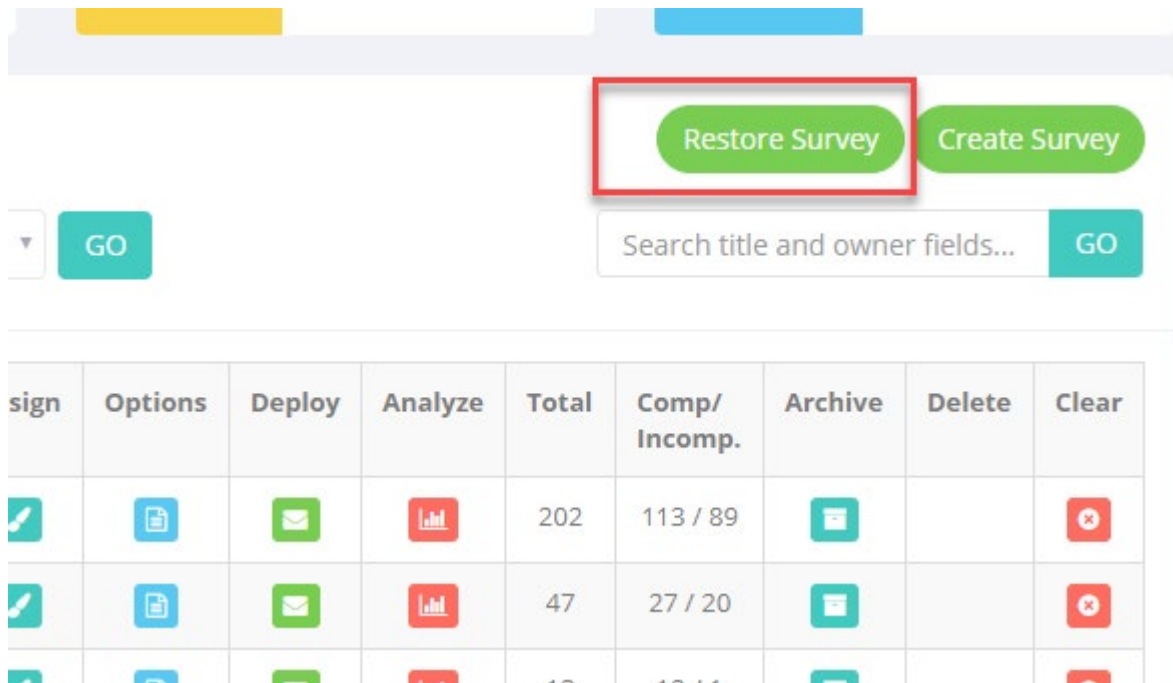 Restore Survey Create Survey
GO Search title and owner fields... GO
sign Options Deploy Analyze Total Comp/ Archive Delete Clear
Incomp.
202 113 / 89
47 27 / 20